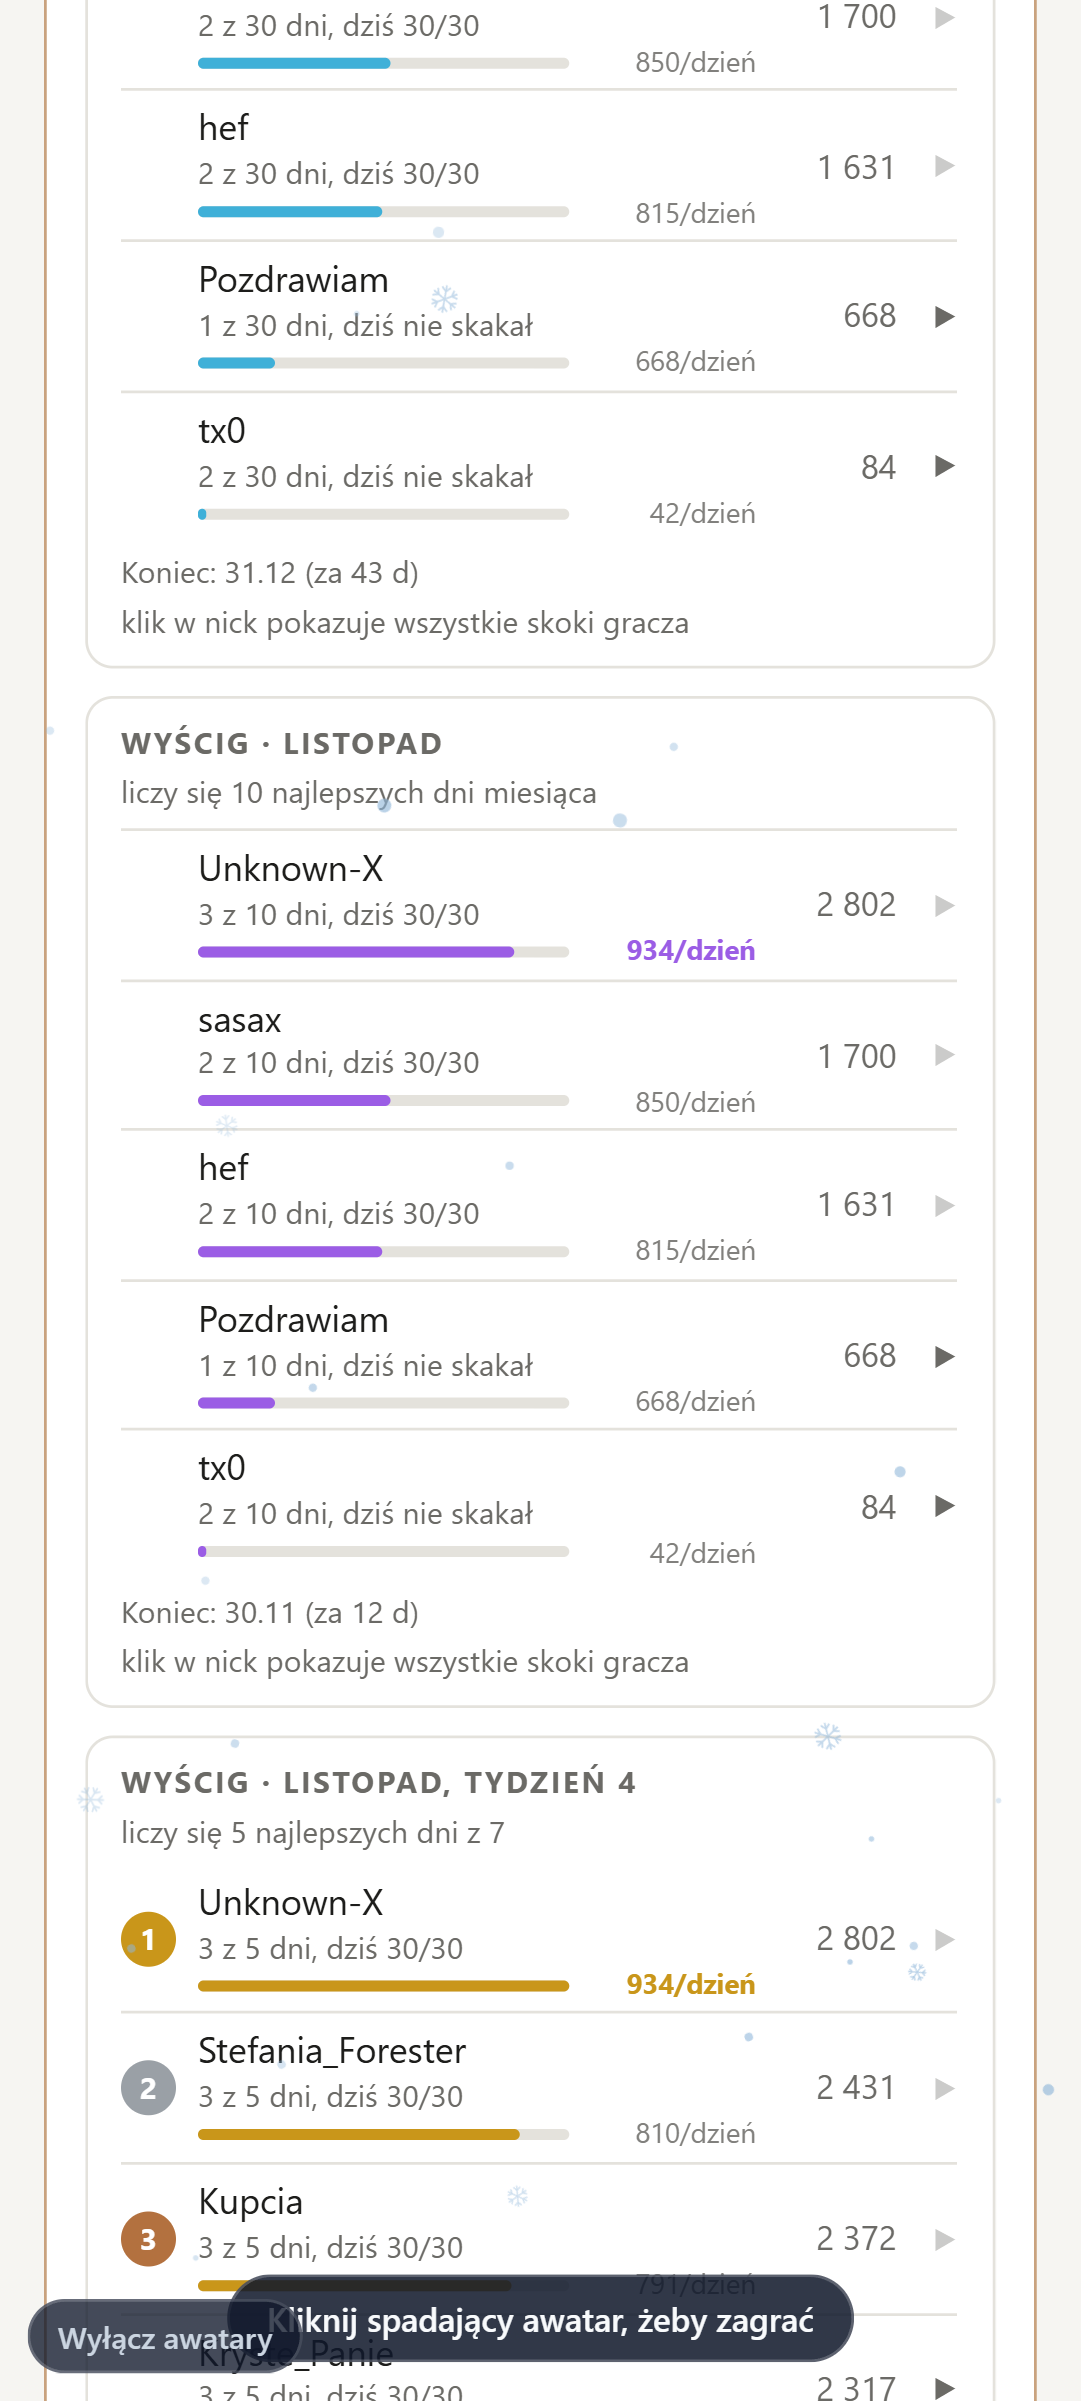 2 z 30 dni, dziś 30/30
1 700 ▶
850/dzień
hef
2 z 30 dni, dziś 30/30
1 631 ▶
815/dzień
Pozdrawiam
1 z 30 dni, dziś nie skakał
668 ▶
668/dzień
tx0
2 z 30 dni, dziś nie skakał
84 ▶
42/dzień
Koniec: 31.12 (za 43 d)
klik w nick pokazuje wszystkie skoki gracza
WYŚCIG · LISTOPAD
liczy się 10 najlepszych dni miesiąca
Unknown-X
3 z 10 dni, dziś 30/30
2 802 ▶
934/dzień
sasax
2 z 10 dni, dziś 30/30
1 700 ▶
850/dzień
hef
2 z 10 dni, dziś 30/30
1 631 ▶
815/dzień
Pozdrawiam
1 z 10 dni, dziś nie skakał
668 ▶
668/dzień
tx0
2 z 10 dni, dziś nie skakał
84 ▶
42/dzień
Koniec: 30.11 (za 12 d)
klik w nick pokazuje wszystkie skoki gracza
WYŚCIG · LISTOPAD, TYDZIEŃ 4
liczy się 5 najlepszych dni z 7
1
Unknown-X
3 z 5 dni, dziś 30/30
2 802 ▶
934/dzień
2
Stefania_Forester
3 z 5 dni, dziś 30/30
2 431 ▶
810/dzień
3
Kupcia
3 z 5 dni, dziś 30/30
2 372 ▶
791/dzień
Kliknij spadający awatar, żeby zagrać
Wyłącz awatary
Kryste_Panie
3 z 5 dni, dziś 30/30
2 317 ▶